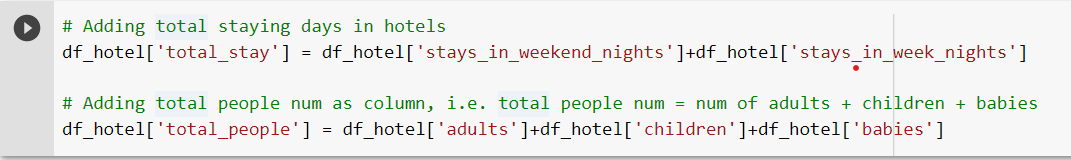 # Adding total staying days in hotels
df_hotel['total_stay'] = df_hotel['stays_in_weekend_nights']+df_hotel['stays_in_week_nights']
# Adding total people num as column, i.e. total people num = num of adults + children + babies
df_hotel['total_people'] = df_hotel['adults']+df_hotel['children']+df_hotel['babies']